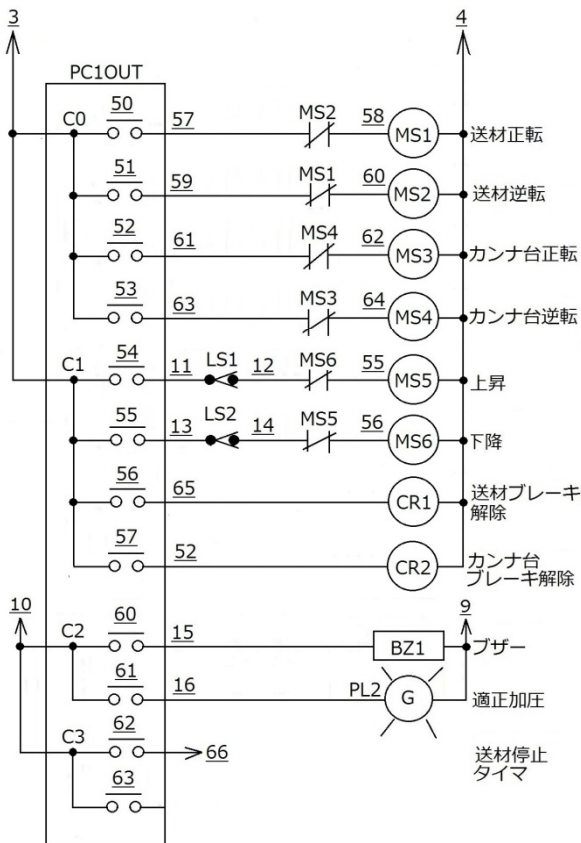 3 4
PC1OUT
C0 50 57 MS2 58 MS1 送材正転
51 59 MS1 60 MS2 送材逆転
52 61 MS4 62 MS3 カンナ台正転
53 63 MS3 64 MS4 カンナ台逆転
C1 54 11 LS1 12 MS6 55 MS5 上昇
55 13 LS2 14 MS5 56 MS6 下降
56 65 CR1 送材ブレーキ
解除
57 52 CR2 カンナ台
ブレーキ解除
10 9
C2 60 15 BZ1 ブザー
61 16 PL2 G 適正加圧
C3 62 66 送材停止
タイマ
63